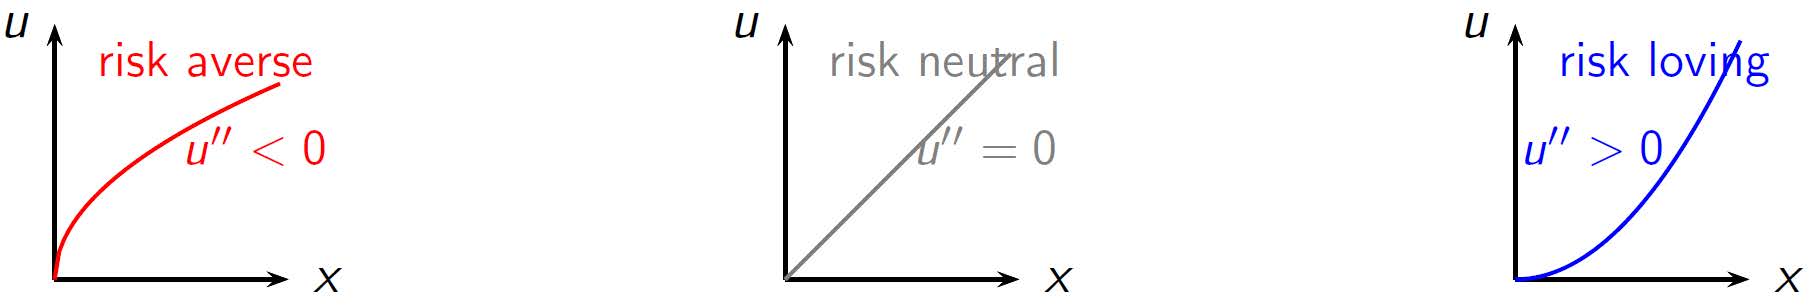 u
risk averse
u″ < 0
x
u
risk neutral
u″ = 0
x
u
risk loving
u″ > 0
x